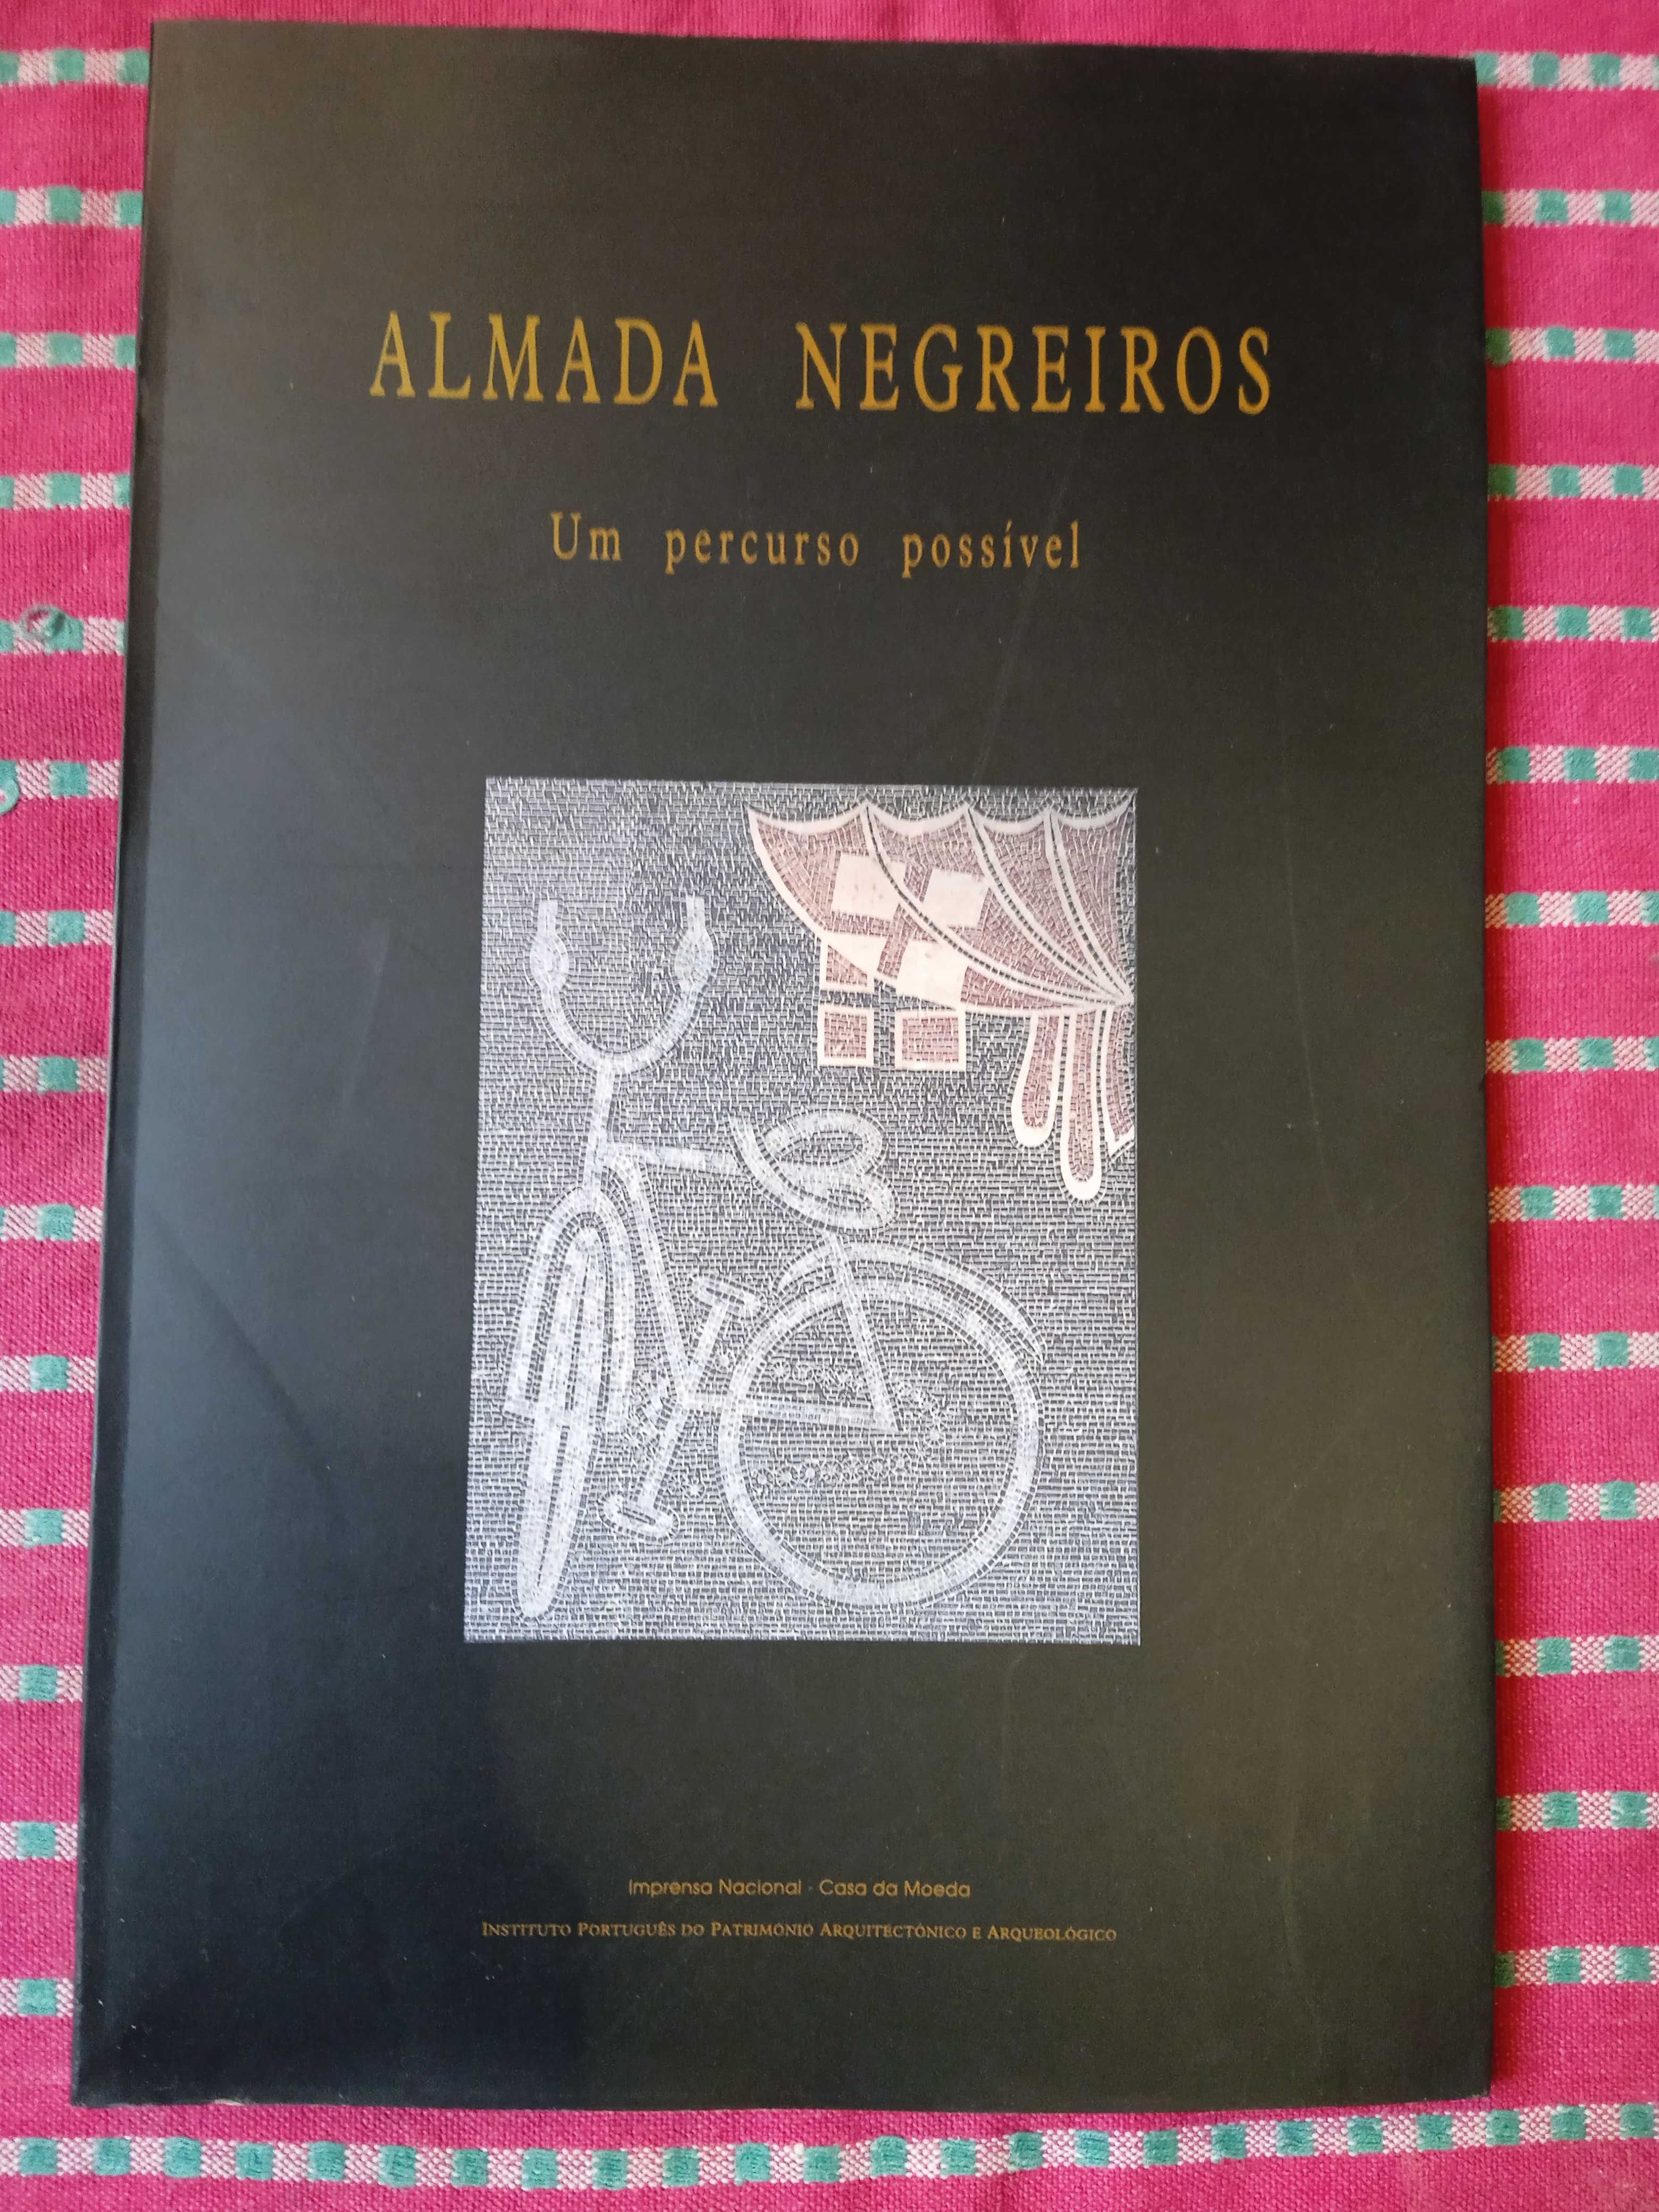 ALMADA NEGREIROS
Um percurso possível
Imprensa Nacional - Casa da Moeda
INSTITUTO PORTUGUÊS DO PATRIMÓNIO ARQUITECTÓNICO E ARQUEOLÓGICO